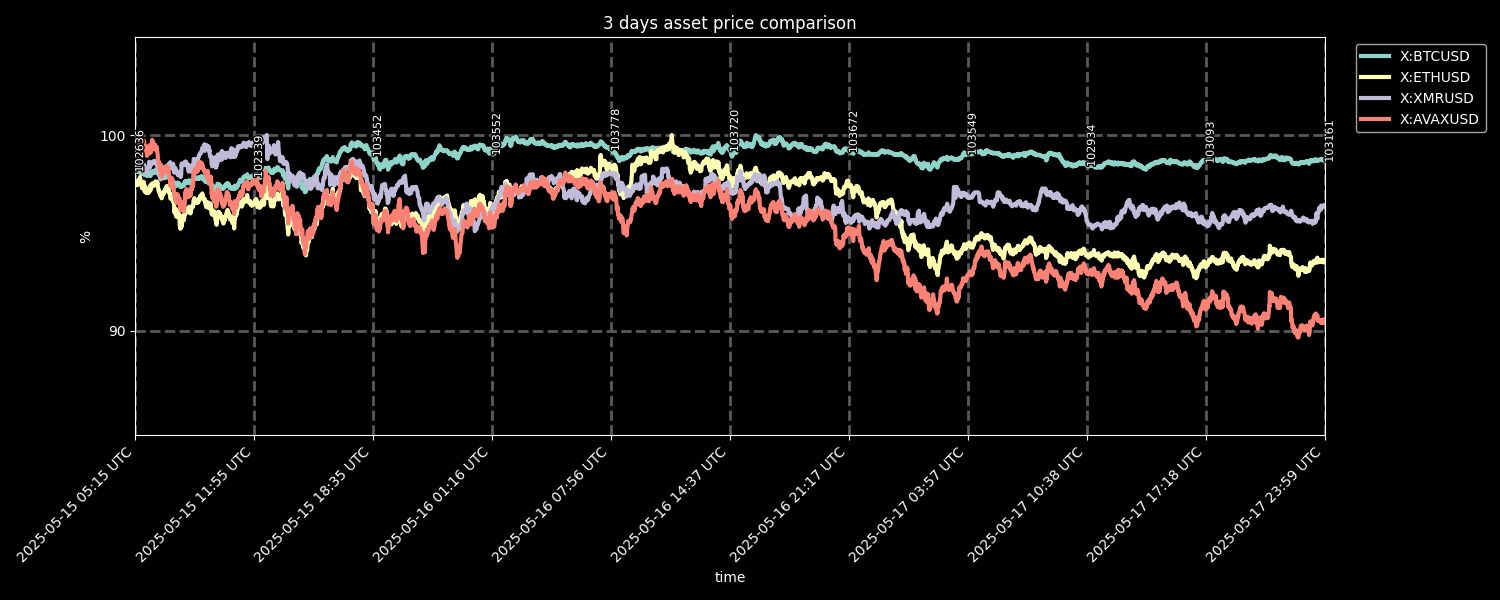 3 days asset price comparison
X:BTCUSD
X:ETHUSD
X:XMRUSD
X:AVAXUSD
100
90
%
102636
102339
103452
103552
103778
103720
103672
103549
102934
103093
103161
2025-05-15 05:15 UTC
2025-05-15 11:55 UTC
2025-05-15 18:35 UTC
2025-05-16 01:16 UTC
2025-05-16 07:56 UTC
2025-05-16 14:37 UTC
2025-05-16 21:17 UTC
2025-05-17 03:57 UTC
2025-05-17 10:38 UTC
2025-05-17 17:18 UTC
2025-05-17 23:59 UTC
time